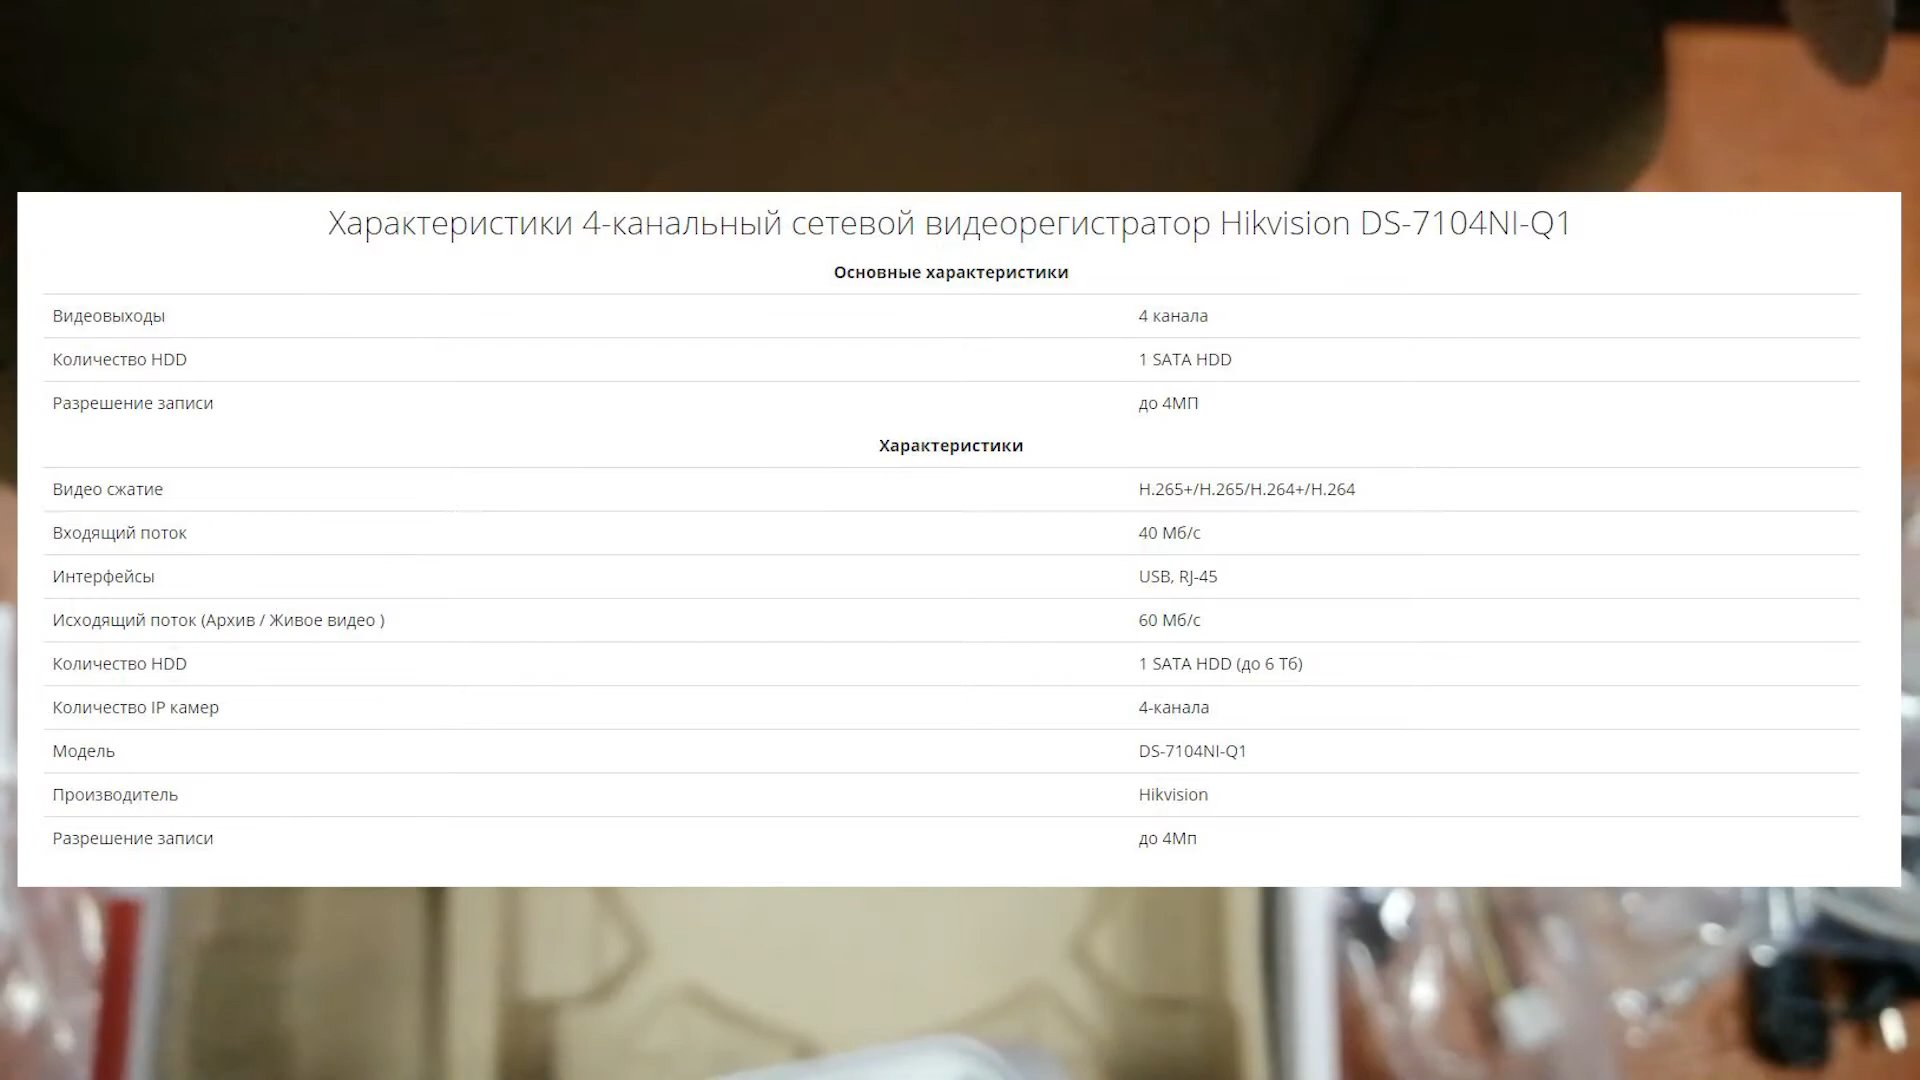 Характеристики 4-канальный сетевой видеорегистратор Hikvision DS-7104NI-Q1
Основные характеристики
Видеовыходы 4 канала
Количество HDD 1 SATA HDD
Разрешение записи до 4МП
Характеристики
Видео сжатие H.265+/H.265/H.264+/H.264
Входящий поток 40 Мб/с
Интерфейсы USB, RJ-45
Исходящий поток (Архив / Живое видео ) 60 Мб/с
Количество HDD 1 SATA HDD (до 6 Тб)
Количество IP камер 4-канала
Модель DS-7104NI-Q1
Производитель Hikvision
Разрешение записи до 4Мп